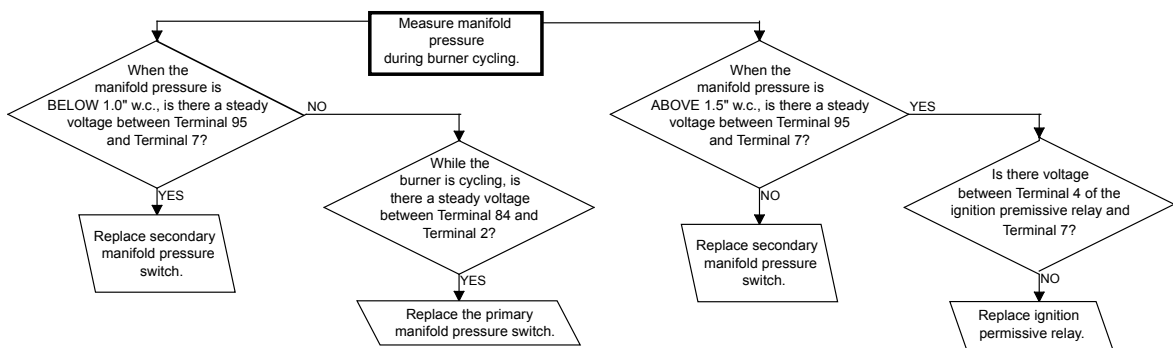 Measure manifold
pressure
during burner cycling.
When the
manifold pressure is
BELOW 1.0" w.c., is there a steady
voltage between Terminal 95
and Terminal 7?
NO
YES
Replace secondary
manifold pressure
switch.
While the
burner is cycling, is
there a steady voltage
between Terminal 84 and
Terminal 2?
YES
Replace the primary
manifold pressure switch.
When the
manifold pressure is
ABOVE 1.5" w.c., is there a steady
voltage between Terminal 95
and Terminal 7?
YES
NO
Replace secondary
manifold pressure
switch.
Is there voltage
between Terminal 4 of the
ignition premissive relay and
Terminal 7?
NO
Replace ignition
permissive relay.